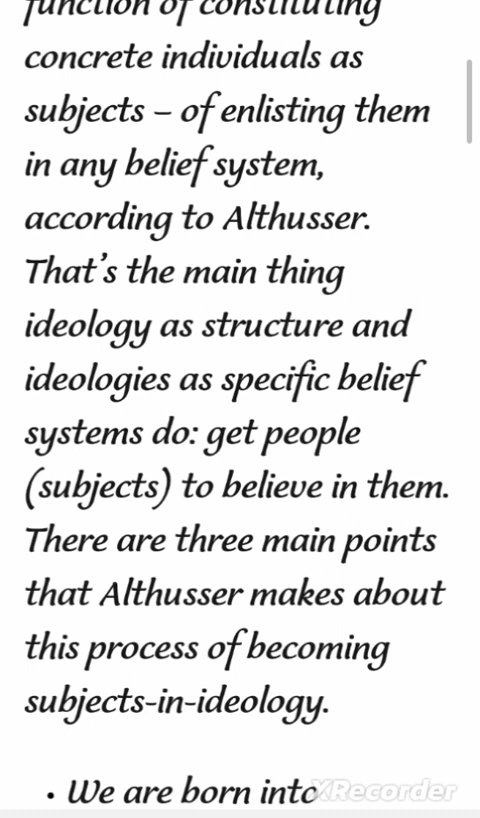 function of constituting
concrete individuals as
subjects – of enlisting them
in any belief system,
according to Althusser.
That's the main thing
ideology as structure and
ideologies as specific belief
systems do: get people
(subjects) to believe in them.
There are three main points
that Althusser makes about
this process of becoming
subjects-in-ideology.
• We are born into
XRecorder